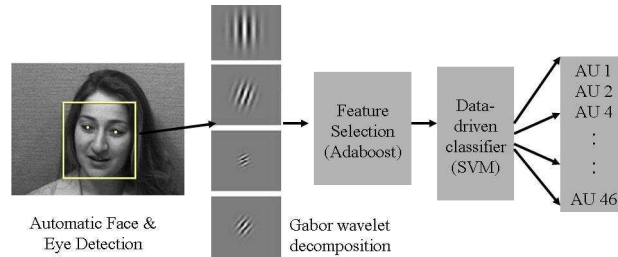 Automatic Face &
Eye Detection
Gabor wavelet
decomposition
Feature
Selection
(Adaboost)
Data-
driven
classifier
(SVM)
AU 1
AU 2
AU 4
:
:
AU 46